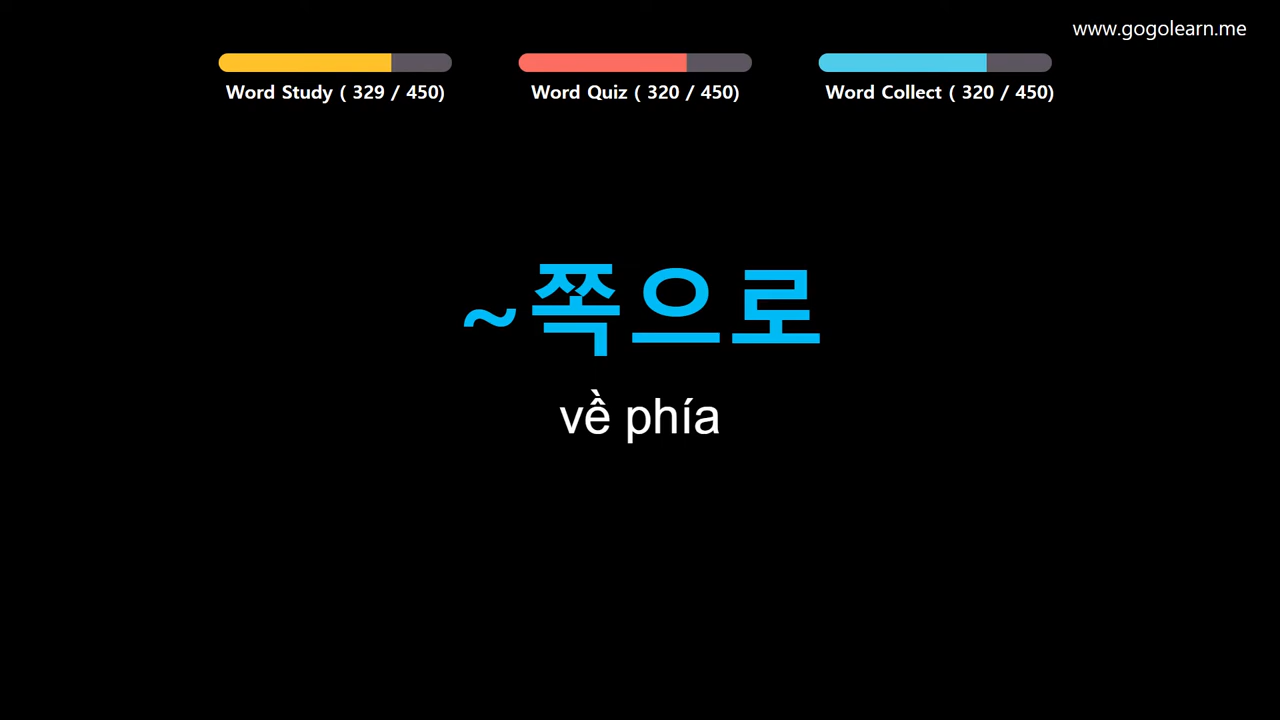 www.gogolearn.me
Word Study ( 329 / 450)
Word Quiz ( 320 / 450)
Word Collect ( 320 / 450)
~쪽으로
về phía